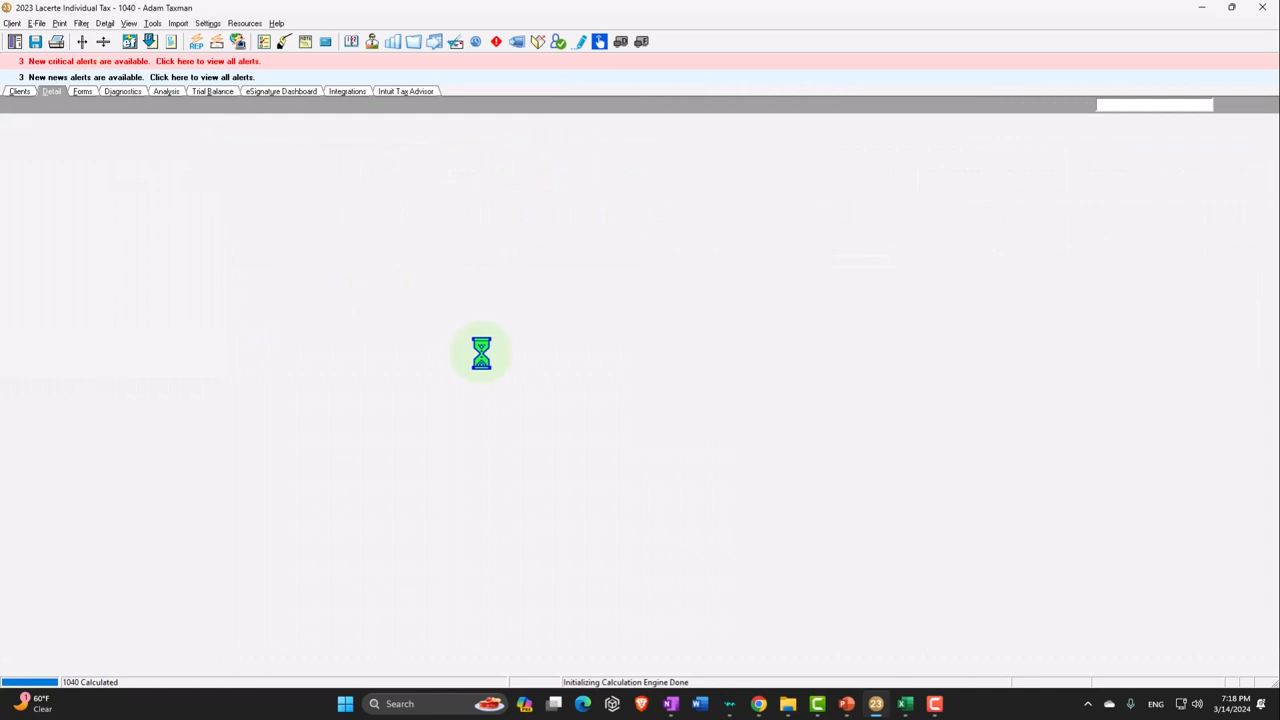 2023 Lacerte Individual Tax - 1040 - Adam Taxman
Client E-File Print Filter Detail View Tools Import Settings Resources Help
3 New critical alerts are available. Click here to view all alerts.
3 New news alerts are available. Click here to view all alerts.
Clients Detail Forms Diagnostics Analysis Trial Balance eSignature Dashboard Integrations Intuit Tax Advisor
1040 Calculated Initializing Calculation Engine Done
60°F
Clear
Search
ENG
7:18 PM
3/14/2024